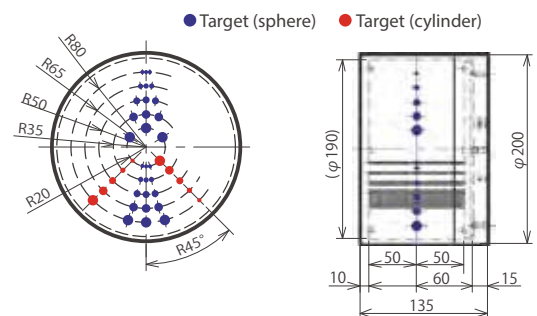 Target (sphere) Target (cylinder)
R80
R65
R50
R35
R20
R45°
(φ190)
φ200
50 50
10 60 15
135